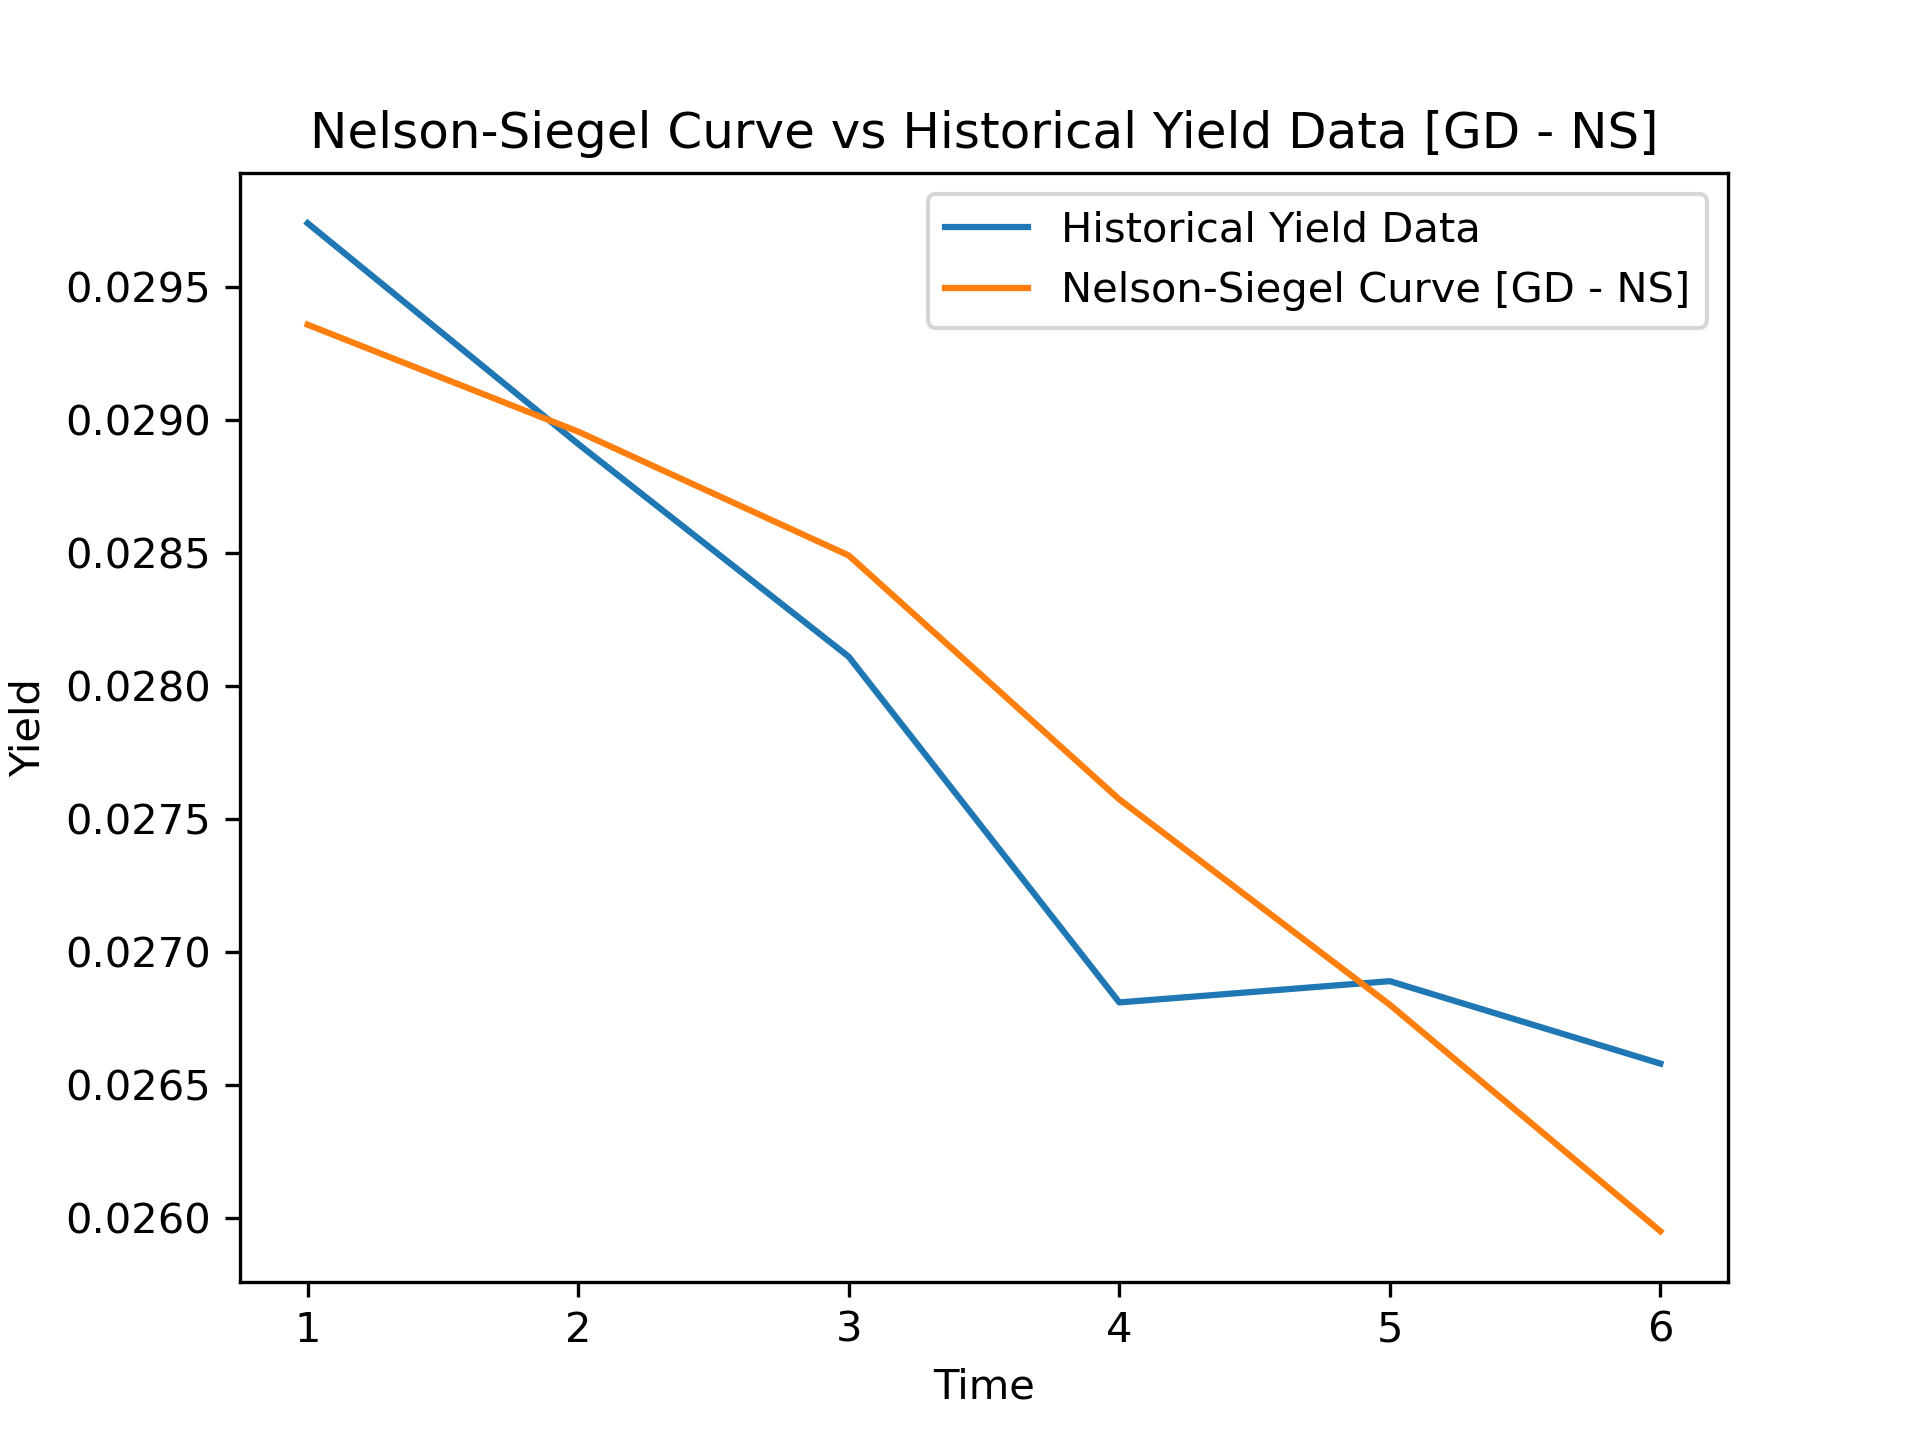 Nelson-Siegel Curve vs Historical Yield Data [GD - NS]
Historical Yield Data
Nelson-Siegel Curve [GD - NS]
Yield
0.0295
0.0290
0.0285
0.0280
0.0275
0.0270
0.0265
0.0260
1 2 3 4 5 6
Time